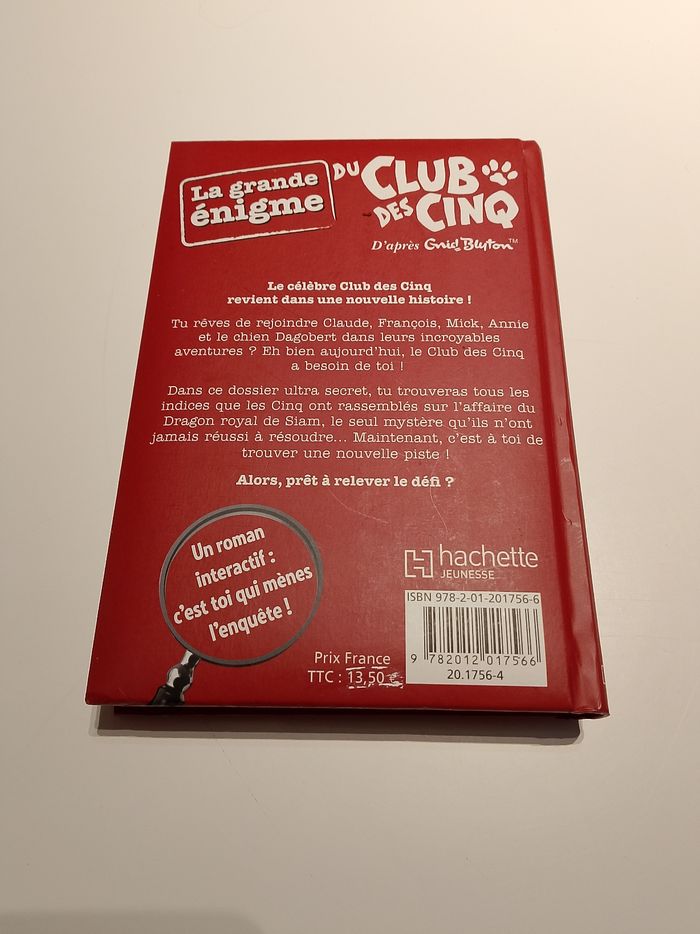 La grande
énigme
DU CLUB
DES CINQ
D'après Enid Blyton™
Le célèbre Club des Cinq
revient dans une nouvelle histoire !
Tu rêves de rejoindre Claude, François, Mick, Annie
et le chien Dagobert dans leurs incroyables
aventures ? Eh bien aujourd'hui, le Club des Cinq
a besoin de toi !
Dans ce dossier ultra secret, tu trouveras tous les
indices que les Cinq ont rassemblés sur l'affaire du
Dragon royal de Siam, le seul mystère qu'ils n'ont
jamais réussi à résoudre... Maintenant, c'est à toi de
trouver une nouvelle piste !
Alors, prêt à relever le défi ?
Un roman
interactif :
c'est toi qui mènes
l'enquête !
hachette
JEUNESSE
ISBN 978-2-01-201756-6
9 782012 017566
20.1756-4
Prix France
TTC : 13,50 €